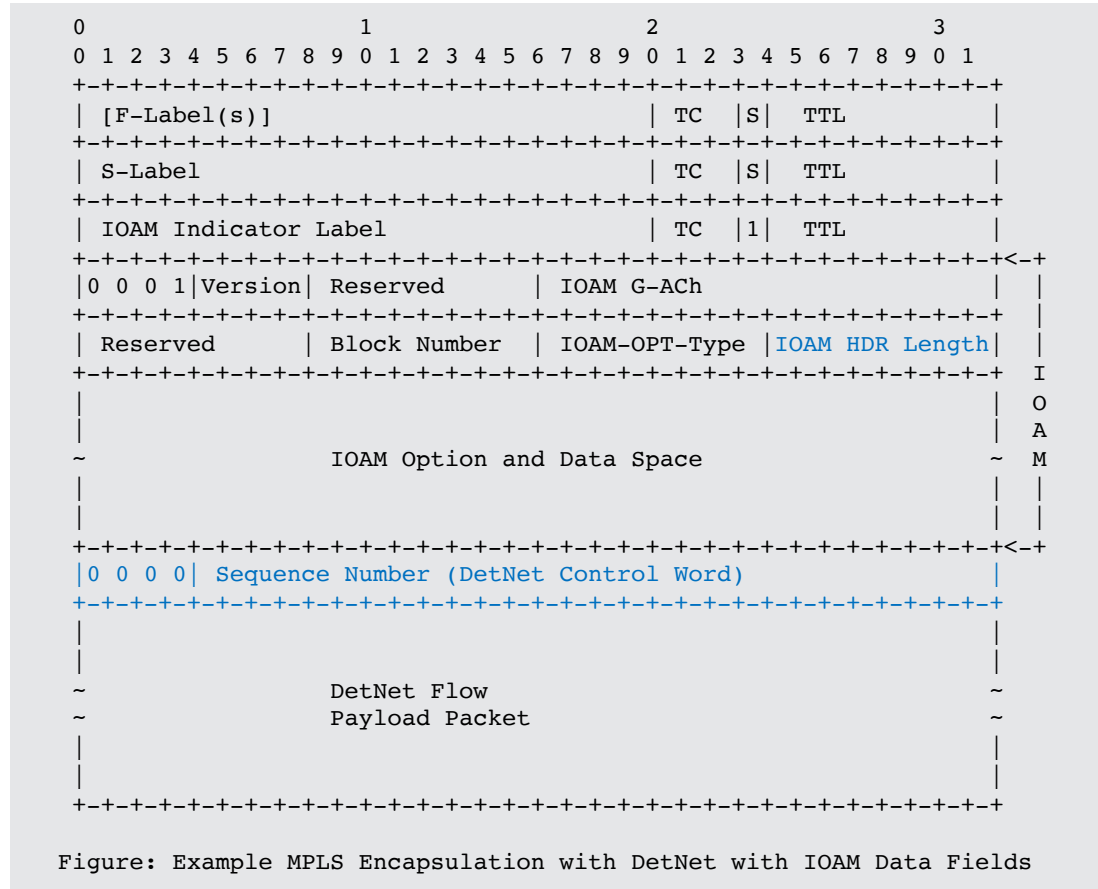 0                   1                   2                   3
0 1 2 3 4 5 6 7 8 9 0 1 2 3 4 5 6 7 8 9 0 1 2 3 4 5 6 7 8 9 0 1
+-+-+-+-+-+-+-+-+-+-+-+-+-+-+-+-+-+-+-+-+-+-+-+-+-+-+-+-+-+-+-+-+
| [F-Label(s)]                          | TC  |S|  TTL          |
+-+-+-+-+-+-+-+-+-+-+-+-+-+-+-+-+-+-+-+-+-+-+-+-+-+-+-+-+-+-+-+-+
| S-Label                               | TC  |S|  TTL          |
+-+-+-+-+-+-+-+-+-+-+-+-+-+-+-+-+-+-+-+-+-+-+-+-+-+-+-+-+-+-+-+-+
| IOAM Indicator Label                  | TC  |1|  TTL          |
+-+-+-+-+-+-+-+-+-+-+-+-+-+-+-+-+-+-+-+-+-+-+-+-+-+-+-+-+-+-+-+-+<-+
|0 0 0 1|Version| Reserved      | IOAM G-ACh                    |  |
+-+-+-+-+-+-+-+-+-+-+-+-+-+-+-+-+-+-+-+-+-+-+-+-+-+-+-+-+-+-+-+-+  |
| Reserved      | Block Number  | IOAM-OPT-Type |IOAM HDR Length|  |
+-+-+-+-+-+-+-+-+-+-+-+-+-+-+-+-+-+-+-+-+-+-+-+-+-+-+-+-+-+-+-+-+  I
|                                                               |  O
|                                                               |  A
~                 IOAM Option and Data Space                    ~  M
|                                                               |  |
|                                                               |  |
+-+-+-+-+-+-+-+-+-+-+-+-+-+-+-+-+-+-+-+-+-+-+-+-+-+-+-+-+-+-+-+-+<-+
|0 0 0 0| Sequence Number (DetNet Control Word)                 |
+-+-+-+-+-+-+-+-+-+-+-+-+-+-+-+-+-+-+-+-+-+-+-+-+-+-+-+-+-+-+-+-+
|                                                               |
|                                                               |
~                 DetNet Flow                                   ~
~                 Payload Packet                                ~
|                                                               |
|                                                               |
+-+-+-+-+-+-+-+-+-+-+-+-+-+-+-+-+-+-+-+-+-+-+-+-+-+-+-+-+-+-+-+-+
Figure: Example MPLS Encapsulation with DetNet with IOAM Data Fields